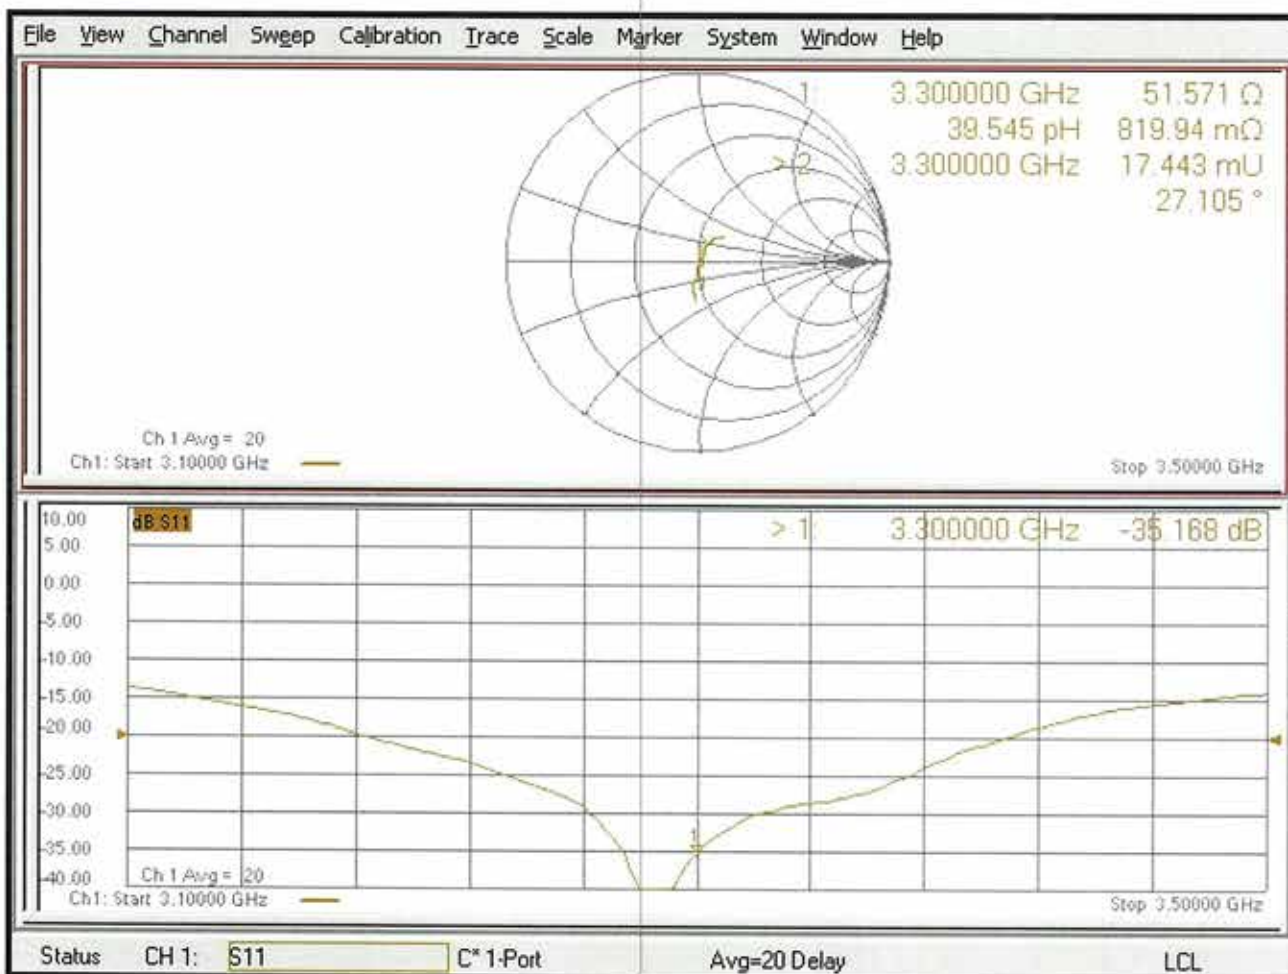 File View Channel Sweep Calibration Trace Scale Marker System Window Help
1: 3.300000 GHz 51.571 Ω
39.545 pH 819.94 mΩ
> 2: 3.300000 GHz 17.443 mU
27.105 °
Ch 1 Avg = 20
Ch1: Start 3.10000 GHz
Stop 3.50000 GHz
dB S11
> 1: 3.300000 GHz -35.168 dB
10.00
5.00
0.00
-5.00
-10.00
-15.00
-20.00
-25.00
-30.00
1
-35.00
-40.00
Ch 1 Avg = 20
Ch1: Start 3.10000 GHz
Stop 3.50000 GHz
Status CH 1: S11 C* 1-Port Avg=20 Delay LCL